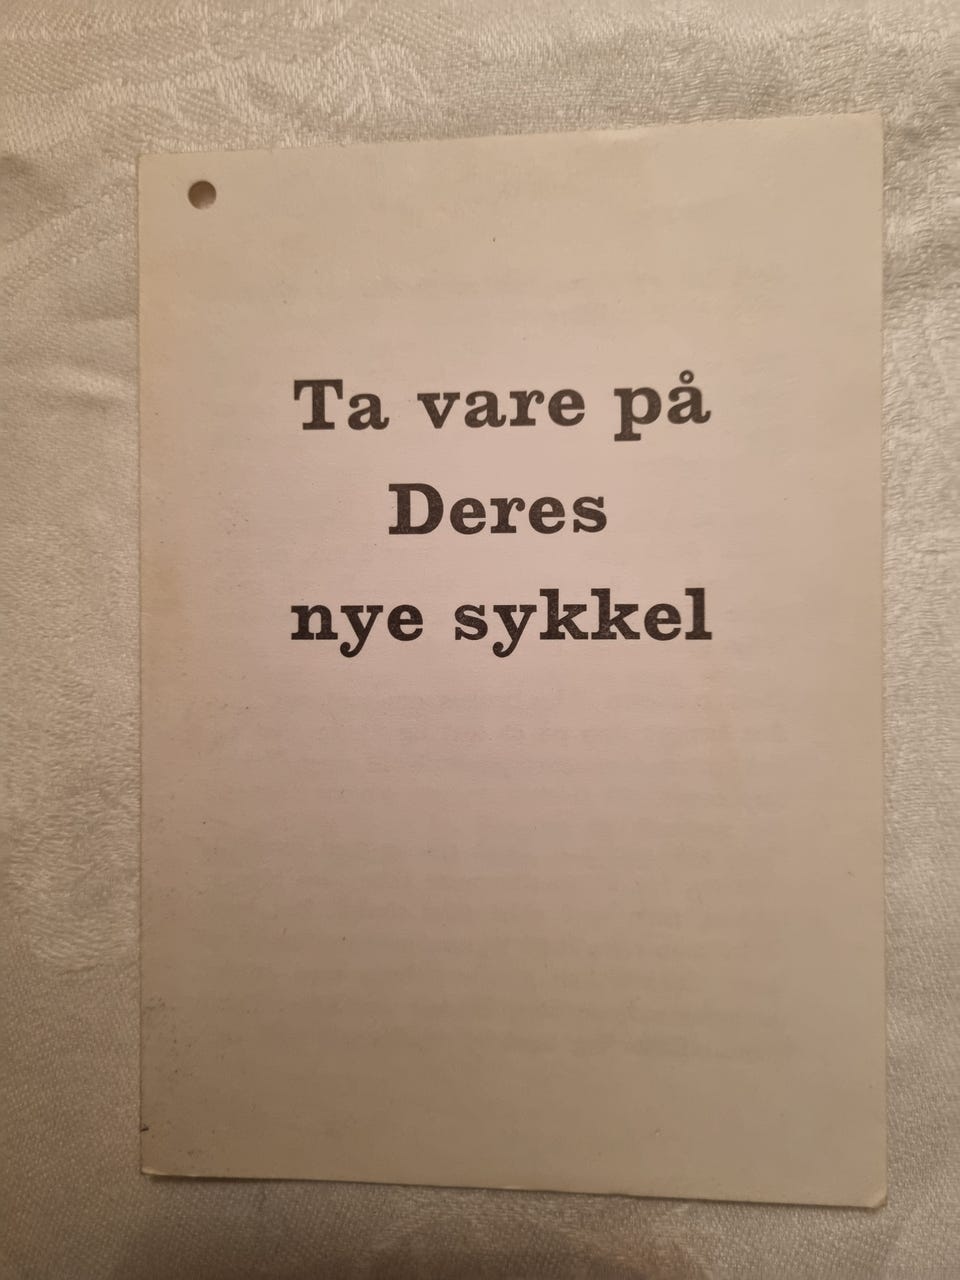 Ta vare på
Deres
nye sykkel